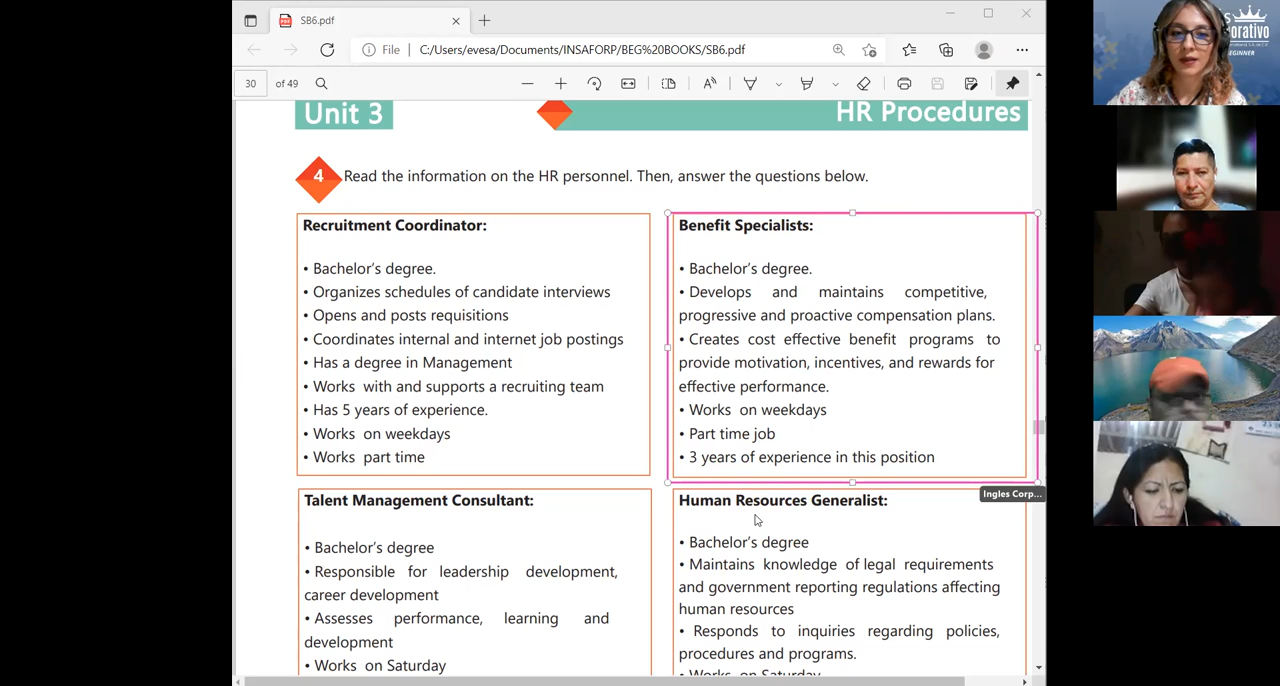 SB6.pdf
File
C:/Users/evesa/Documents/INSAFORP/BEG%20BOOKS/SB6.pdf
30
of 49
Unit 3
HR Procedures
4
Read the information on the HR personnel. Then, answer the questions below.
Recruitment Coordinator:
• Bachelor's degree.
• Organizes schedules of candidate interviews
• Opens and posts requisitions
• Coordinates internal and internet job postings
• Has a degree in Management
• Works with and supports a recruiting team
• Has 5 years of experience.
• Works on weekdays
• Works part time
Benefit Specialists:
• Bachelor's degree.
• Develops and maintains competitive,
progressive and proactive compensation plans.
• Creates cost effective benefit programs to
provide motivation, incentives, and rewards for
effective performance.
• Works on weekdays
• Part time job
• 3 years of experience in this position
Ingles Corp...
Talent Management Consultant:
• Bachelor's degree
• Responsible for leadership development,
career development
• Assesses performance, learning and
development
• Works on Saturday
Human Resources Generalist:
• Bachelor's degree
• Maintains knowledge of legal requirements
and government reporting regulations affecting
human resources
• Responds to inquiries regarding policies,
procedures and programs.
• Works on Saturday